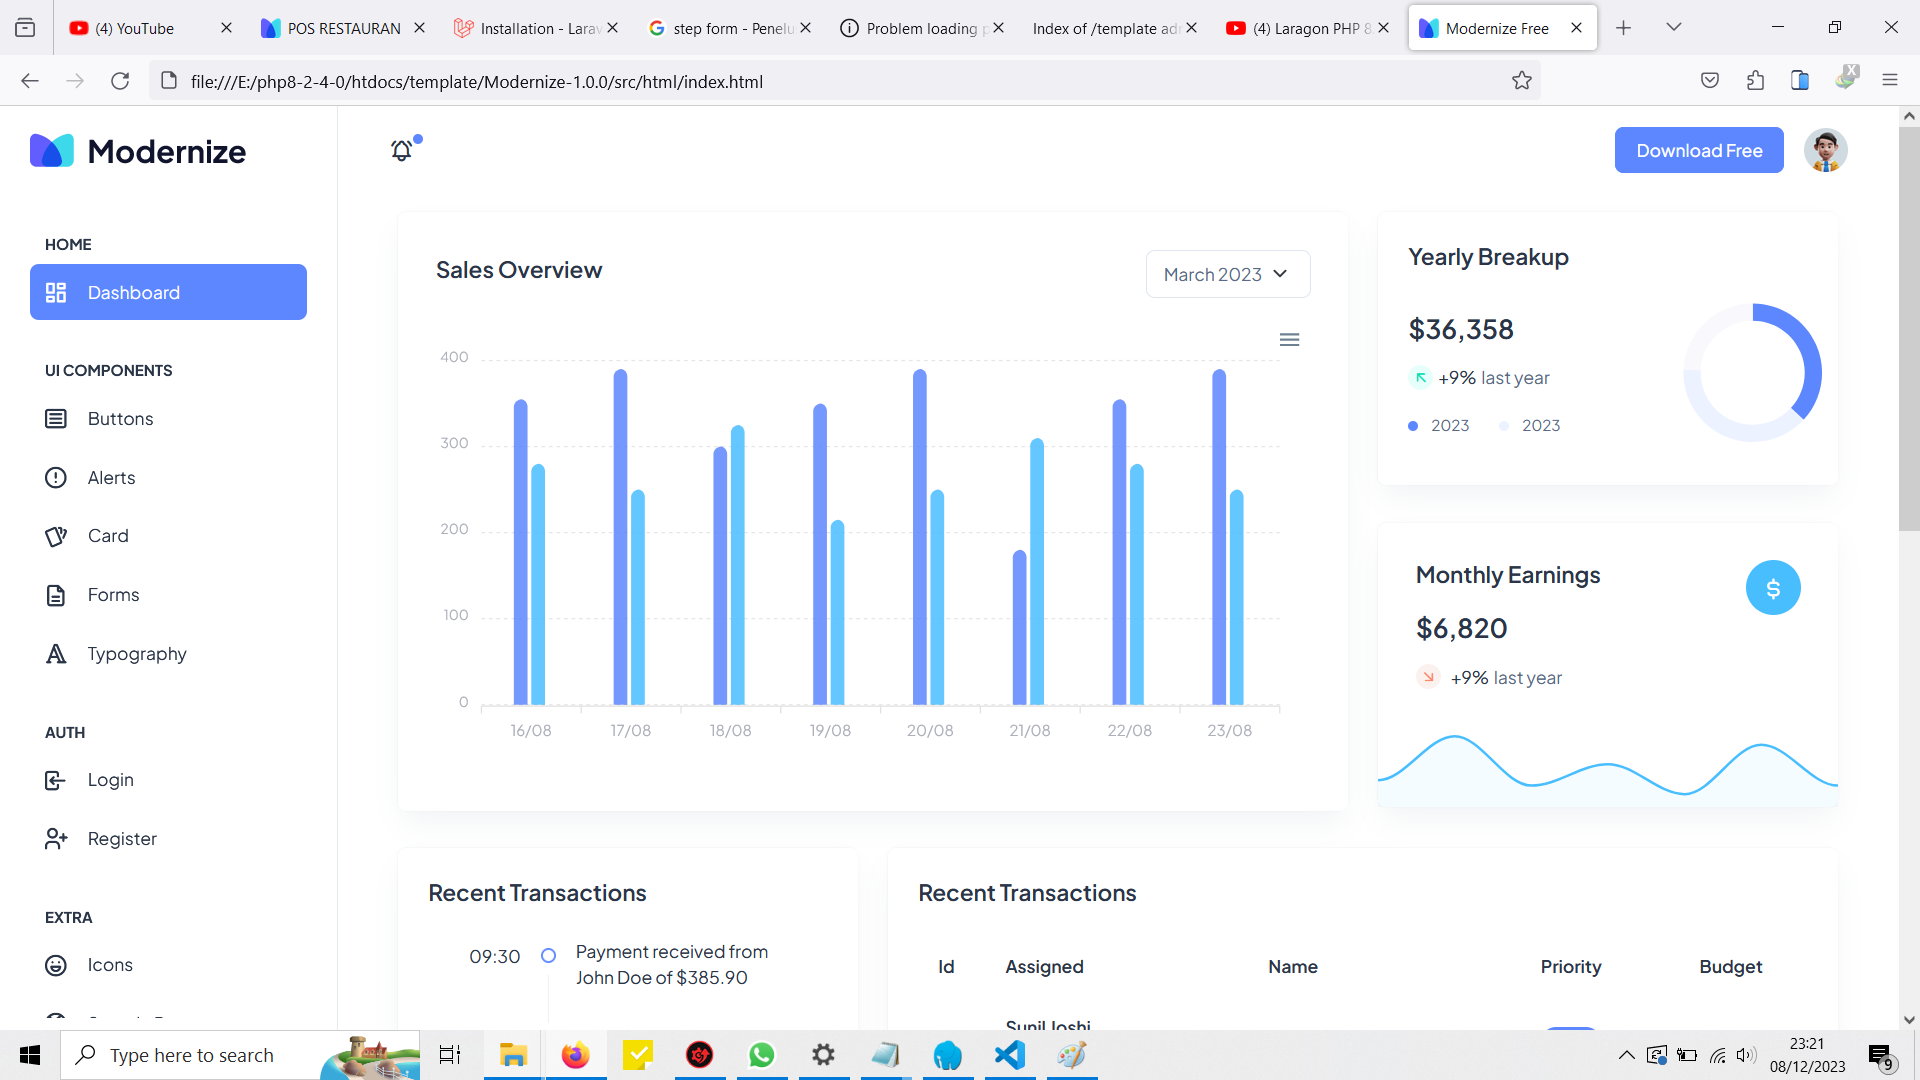 (4) YouTube
POS RESTAURAN
Installation - Larav
step form - Penelu
Problem loading p
Index of /template adm
(4) Laragon PHP 8.
Modernize Free
file:///E:/php8-2-4-0/htdocs/template/Modernize-1.0.0/src/html/index.html
Modernize
Download Free
HOME
Dashboard
UI COMPONENTS
Buttons
Alerts
Card
Forms
Typography
AUTH
Login
Register
EXTRA
Icons
Sales Overview
March 2023
400
300
200
100
0
16/08 17/08 18/08 19/08 20/08 21/08 22/08 23/08
Yearly Breakup
$36,358
+9% last year
2023 2023
Monthly Earnings
$
$6,820
+9% last year
Recent Transactions
09:30 Payment received from
John Doe of $385.90
Recent Transactions
Id Assigned Name Priority Budget
Sunil Joshi
Type here to search
23:21
08/12/2023
9